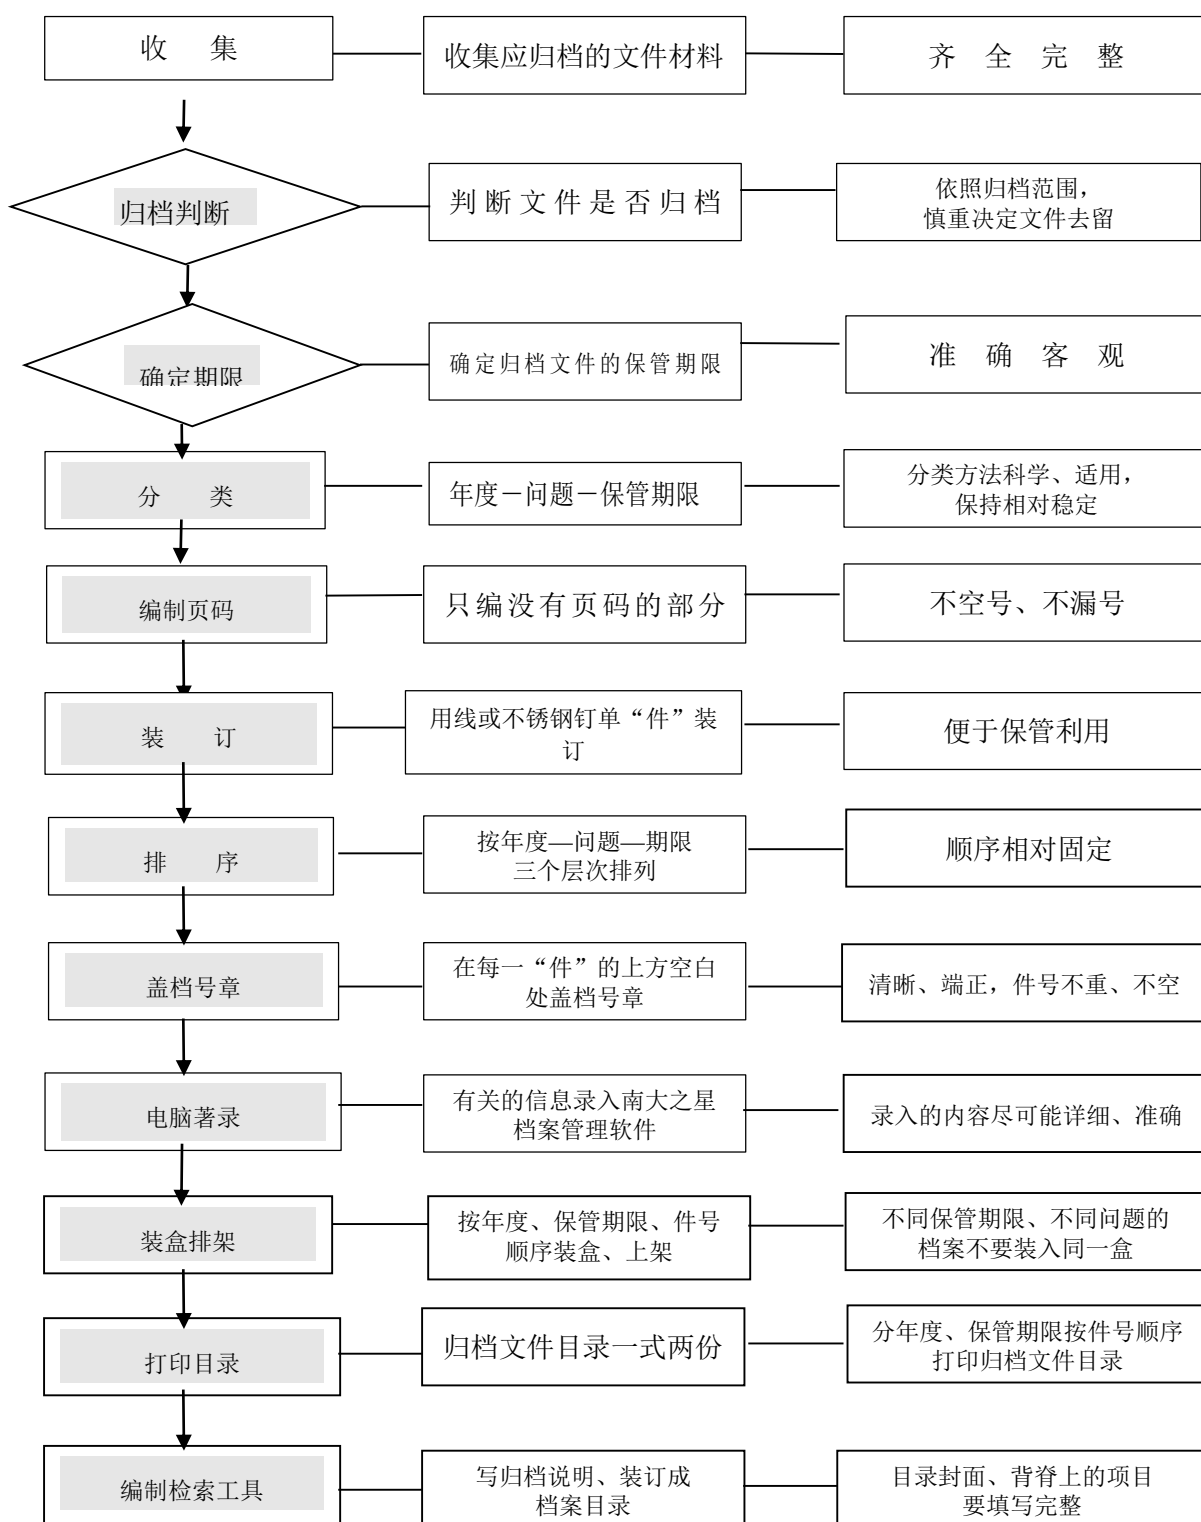 收 集
收集应归档的文件材料
齐 全 完 整
归档判断
判断文件是否归档
依照归档范围，
慎重决定文件去留
确定期限
确定归档文件的保管期限
准 确 客 观
分 类
年度－问题－保管期限
分类方法科学、适用，
保持相对稳定
编制页码
只编没有页码的部分
不空号、不漏号
装 订
用线或不锈钢钉单“件”装
订
便于保管利用
排 序
按年度—问题—期限
三个层次排列
顺序相对固定
盖档号章
在每一“件”的上方空白
处盖档号章
清晰、端正，件号不重、不空
电脑著录
有关的信息录入南大之星
档案管理软件
录入的内容尽可能详细、准确
装盒排架
按年度、保管期限、件号
顺序装盒、上架
不同保管期限、不同问题的
档案不要装入同一盒
打印目录
归档文件目录一式两份
分年度、保管期限按件号顺序
打印归档文件目录
编制检索工具
写归档说明、装订成
档案目录
目录封面、背脊上的项目
要填写完整